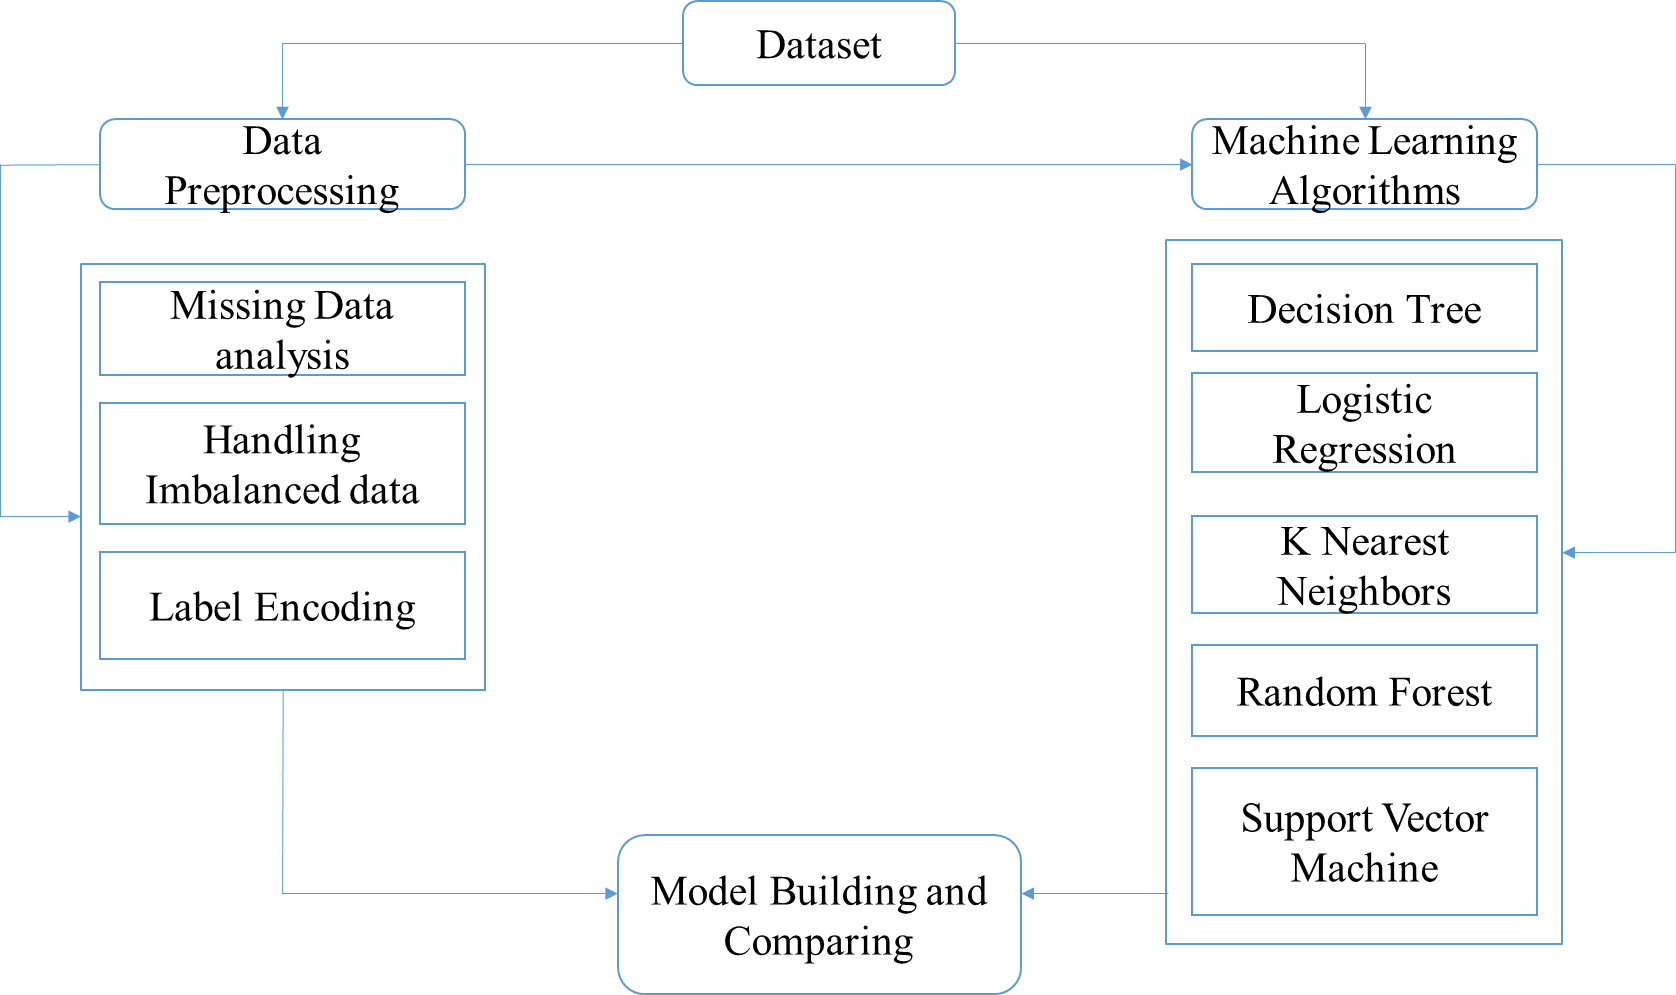 Dataset
Data
Preprocessing
Machine Learning
Algorithms
Missing Data
analysis
Handling
Imbalanced data
Label Encoding
Decision Tree
Logistic
Regression
K Nearest
Neighbors
Random Forest
Support Vector
Machine
Model Building and
Comparing